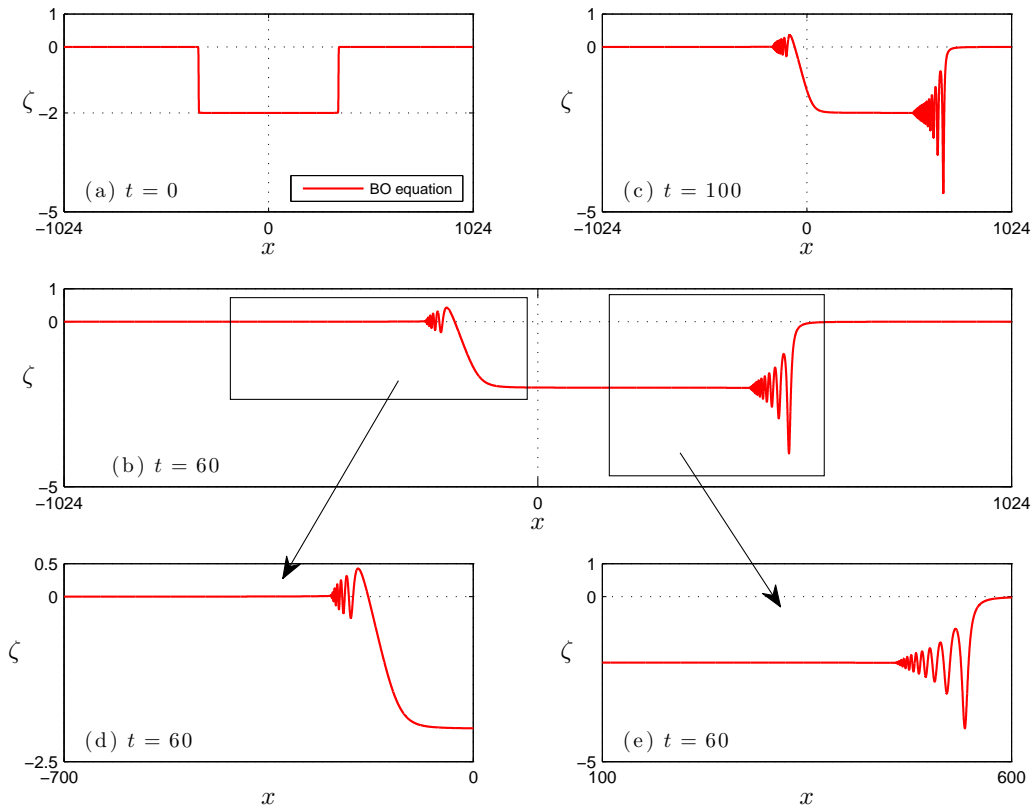 1
0
ζ
−2
(a) t = 0
BO equation
−5
−1024 0 1024
x
1
0
ζ
(c) t = 100
−5
−1024 0 1024
x
1
0
ζ
(b) t = 60
−5
−1024 0 1024
x
0.5
0
ζ
(d) t = 60
−2.5
−700 0
x
1
0
ζ
(e) t = 60
−5
100 600
x